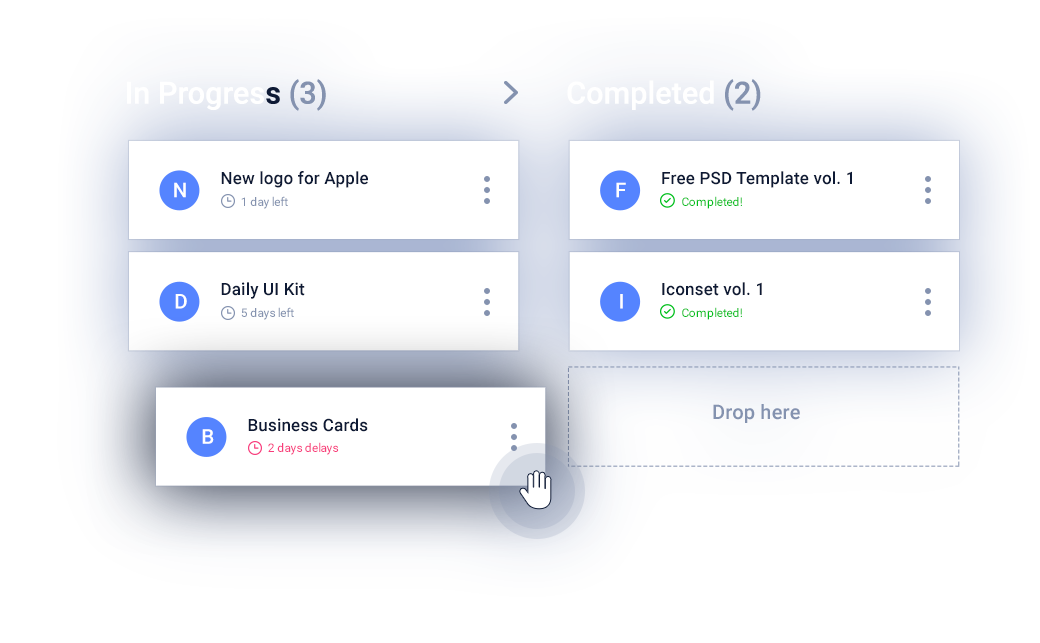 In Progress (3)
N
New logo for Apple
1 day left
D
Daily UI Kit
5 days left
B
Business Cards
2 days delays
Completed (2)
F
Free PSD Template vol. 1
Completed!
I
Iconset vol. 1
Completed!
Drop here